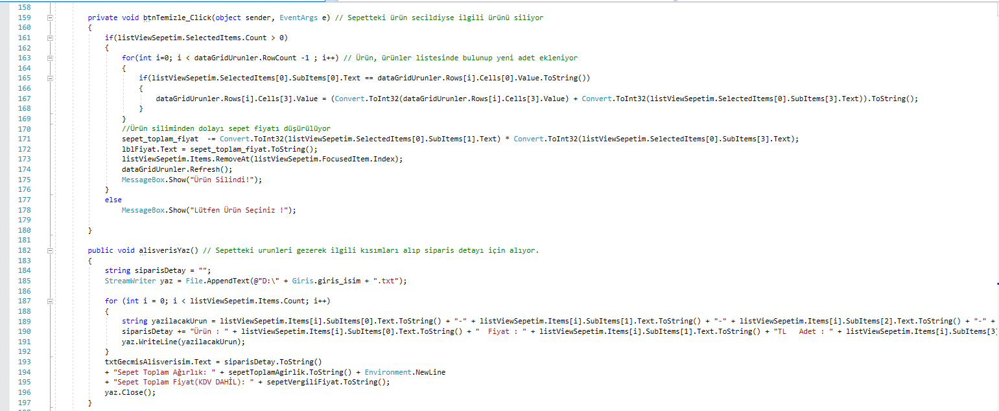 158
159 private void btnTemizle_Click(object sender, EventArgs e) // Sepetteki ürün secildiyse ilgili ürünü siliyor
160 {
161 if(listViewSepetim.SelectedItems.Count > 0)
162 {
163 for(int i=0; i < dataGridUrunler.RowCount -1 ; i++) // Ürün, ürünler listesinde bulunup yeni adet ekleniyor
164 {
165 if(listViewSepetim.SelectedItems[0].SubItems[0].Text == dataGridUrunler.Rows[i].Cells[0].Value.ToString())
166 {
167 dataGridUrunler.Rows[i].Cells[3].Value = (Convert.ToInt32(dataGridUrunler.Rows[i].Cells[3].Value) + Convert.ToInt32(listViewSepetim.SelectedItems[0].SubItems[3].Text)).ToString();
168 }
169 }
170 //Ürün siliminden dolayı sepet fiyatı düşürülüyor
171 sepet_toplam_fiyat  -= Convert.ToInt32(listViewSepetim.SelectedItems[0].SubItems[1].Text) * Convert.ToInt32(listViewSepetim.SelectedItems[0].SubItems[3].Text);
172 lblFiyat.Text = sepet_toplam_fiyat.ToString();
173 listViewSepetim.Items.RemoveAt(listViewSepetim.FocusedItem.Index);
174 dataGridUrunler.Refresh();
175 MessageBox.Show("Ürün Silindi!");
176 }
177 else
178 MessageBox.Show("Lütfen Ürün Seçiniz !");
179
180 }
181
182 public void alisverisYaz() // Sepetteki urunleri gezerek ilgili kısımları alıp siparis detayı için alıyor.
183 {
184 string siparisDetay = "";
185 StreamWriter yaz = File.AppendText(@"D:\" + Giris.giris_isim + ".txt");
186
187 for (int i = 0; i < listViewSepetim.Items.Count; i++)
188 {
189 string yazilacakUrun = listViewSepetim.Items[i].SubItems[0].Text.ToString() + "-" + listViewSepetim.Items[i].SubItems[1].Text.ToString() + "-" + listViewSepetim.Items[i].SubItems[2].Text.ToString() + "-" +
190 siparisDetay += "Ürün : " + listViewSepetim.Items[i].SubItems[0].Text.ToString() + "  Fiyat : " + listViewSepetim.Items[i].SubItems[1].Text.ToString() + "TL   Adet : " + listViewSepetim.Items[i].SubItems[3]
191 yaz.WriteLine(yazilacakUrun);
192 }
193 txtGecmisAlisverisim.Text = siparisDetay.ToString()
194 + "Sepet Toplam Ağırlık: " + sepetToplamAgirlik.ToString() + Environment.NewLine
195 + "Sepet Toplam Fiyat(KDV DAHİL): " + sepetVergiliFiyat.ToString();
196 yaz.Close();
197 }